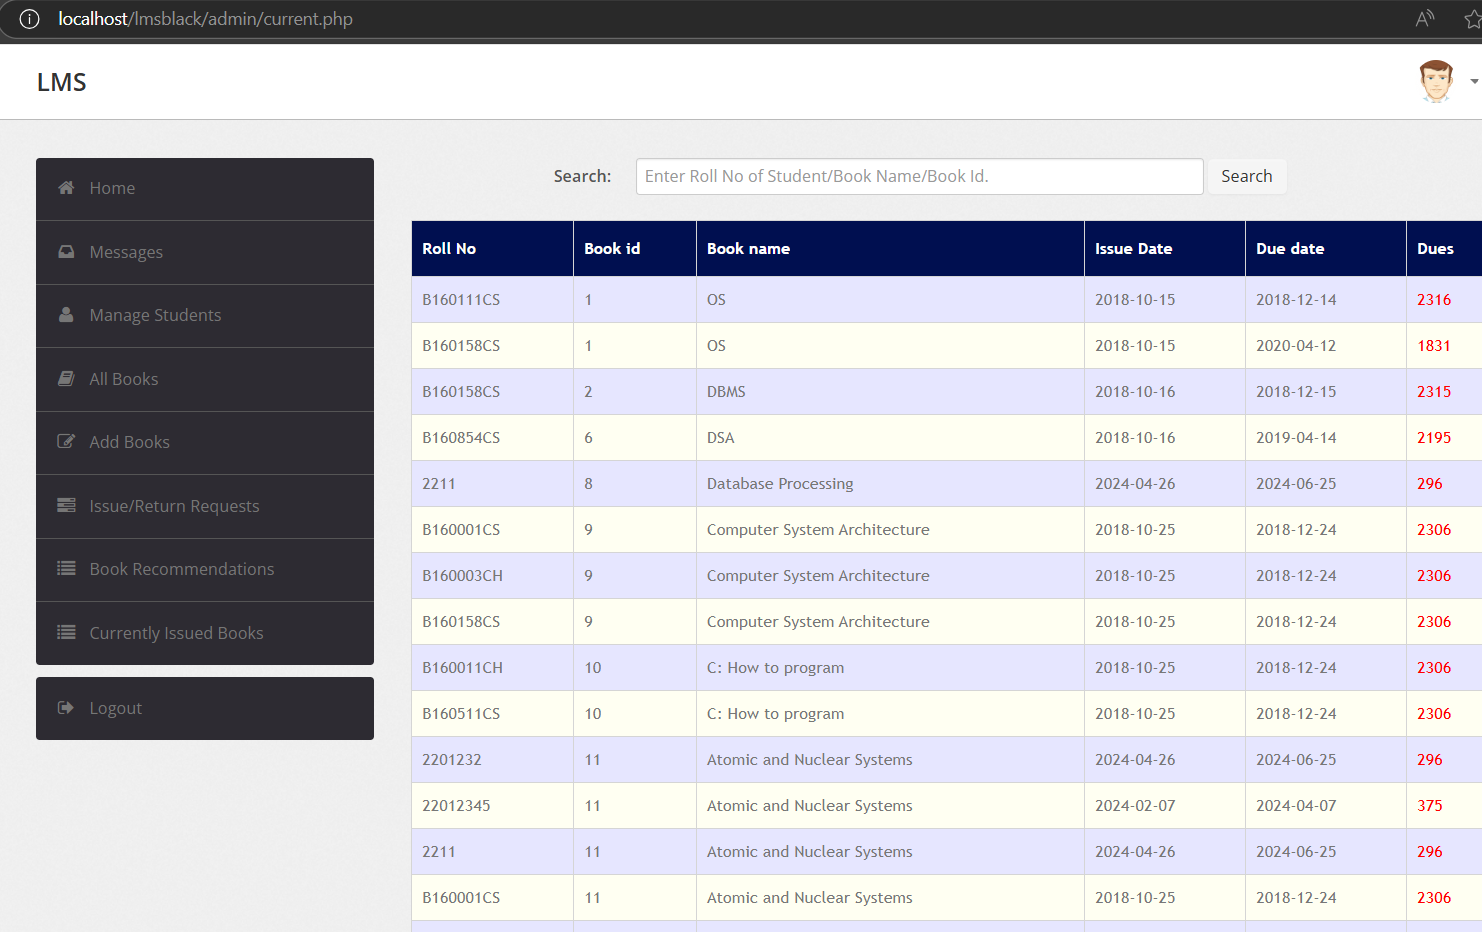 localhost/lmsblack/admin/current.php
LMS
Home
Messages
Manage Students
All Books
Add Books
Issue/Return Requests
Book Recommendations
Currently Issued Books
Logout
Search: Enter Roll No of Student/Book Name/Book Id. Search
Roll No Book id Book name Issue Date Due date Dues
B160111CS 1 OS 2018-10-15 2018-12-14 2316
B160158CS 1 OS 2018-10-15 2020-04-12 1831
B160158CS 2 DBMS 2018-10-16 2018-12-15 2315
B160854CS 6 DSA 2018-10-16 2019-04-14 2195
2211 8 Database Processing 2024-04-26 2024-06-25 296
B160001CS 9 Computer System Architecture 2018-10-25 2018-12-24 2306
B160003CH 9 Computer System Architecture 2018-10-25 2018-12-24 2306
B160158CS 9 Computer System Architecture 2018-10-25 2018-12-24 2306
B160011CH 10 C: How to program 2018-10-25 2018-12-24 2306
B160511CS 10 C: How to program 2018-10-25 2018-12-24 2306
2201232 11 Atomic and Nuclear Systems 2024-04-26 2024-06-25 296
22012345 11 Atomic and Nuclear Systems 2024-02-07 2024-04-07 375
2211 11 Atomic and Nuclear Systems 2024-04-26 2024-06-25 296
B160001CS 11 Atomic and Nuclear Systems 2018-10-25 2018-12-24 2306